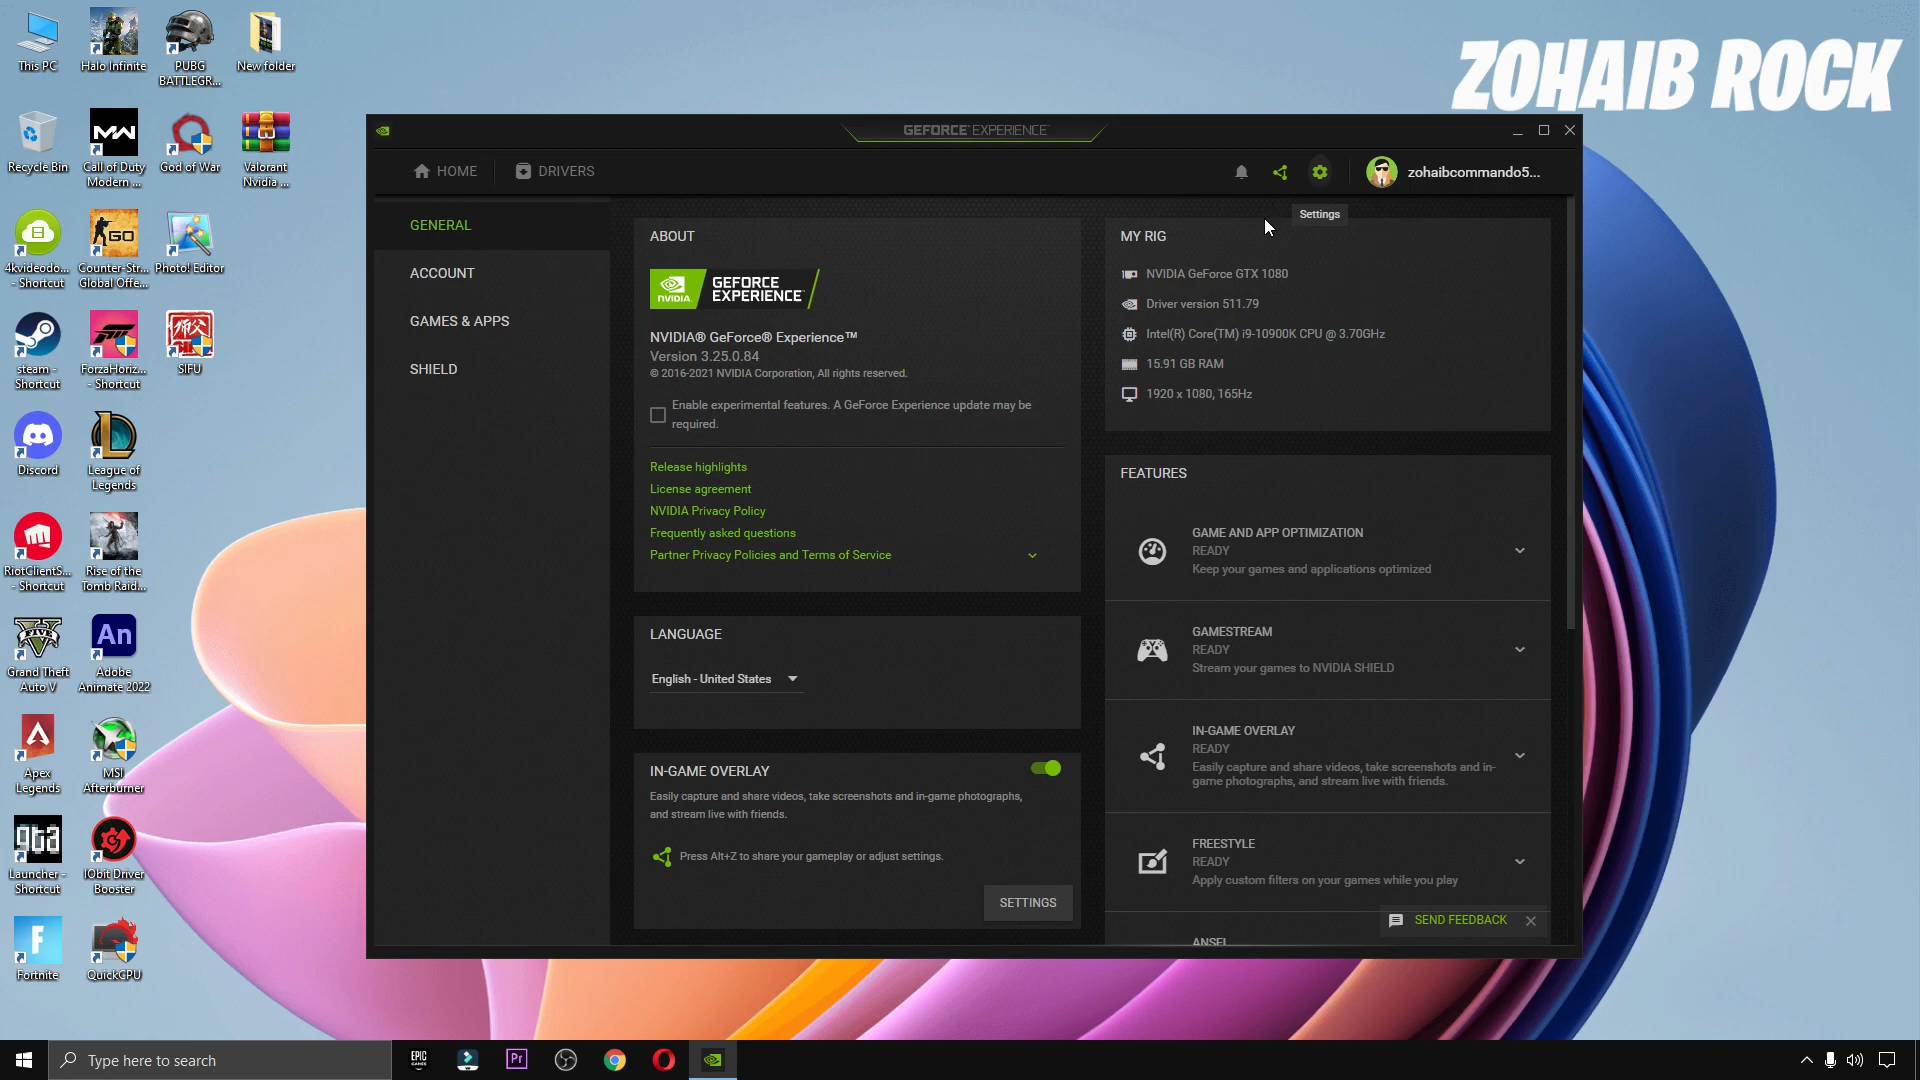 This PC
Halo Infinite
PUBG
BATTLEGR...
New folder
Recycle Bin
Call of Duty
Modern ...
God of War
Valorant
Nvidia ...
4kvideodo...
- Shortcut
Counter-Str...
Global Offe...
Photo! Editor
steam -
Shortcut
ForzaHoriz...
- Shortcut
SIFU
Discord
League of
Legends
RiotClientS...
- Shortcut
Rise of the
Tomb Raid...
Grand Theft
Auto V
Adobe
Animate 2022
Apex
Legends
MSI
Afterburner
Launcher -
Shortcut
IObit Driver
Booster
Fortnite
QuickCPU
MW
GO
师父
FIVE
An
gta
F
ZOHAIB ROCK
GEFORCE EXPERIENCE
HOME
DRIVERS
zohaibcommando5...
Settings
GENERAL
ACCOUNT
GAMES & APPS
SHIELD
ABOUT
NVIDIA.
GEFORCE
EXPERIENCE
NVIDIA® GeForce® Experience™
Version 3.25.0.84
© 2016-2021 NVIDIA Corporation, All rights reserved.
Enable experimental features. A GeForce Experience update may be
required.
Release highlights
License agreement
NVIDIA Privacy Policy
Frequently asked questions
Partner Privacy Policies and Terms of Service
LANGUAGE
English - United States
IN-GAME OVERLAY
Easily capture and share videos, take screenshots and in-game photographs,
and stream live with friends.
Press Alt+Z to share your gameplay or adjust settings.
SETTINGS
MY RIG
NVIDIA GeForce GTX 1080
Driver version 511.79
Intel(R) Core(TM) i9-10900K CPU @ 3.70GHz
15.91 GB RAM
1920 x 1080, 165Hz
FEATURES
GAME AND APP OPTIMIZATION
READY
Keep your games and applications optimized
GAMESTREAM
READY
Stream your games to NVIDIA SHIELD
IN-GAME OVERLAY
READY
Easily capture and share videos, take screenshots and in-
game photographs, and stream live with friends.
FREESTYLE
READY
Apply custom filters on your games while you play
ANSEL
SEND FEEDBACK
Type here to search
EPIC
GAMES
Pr